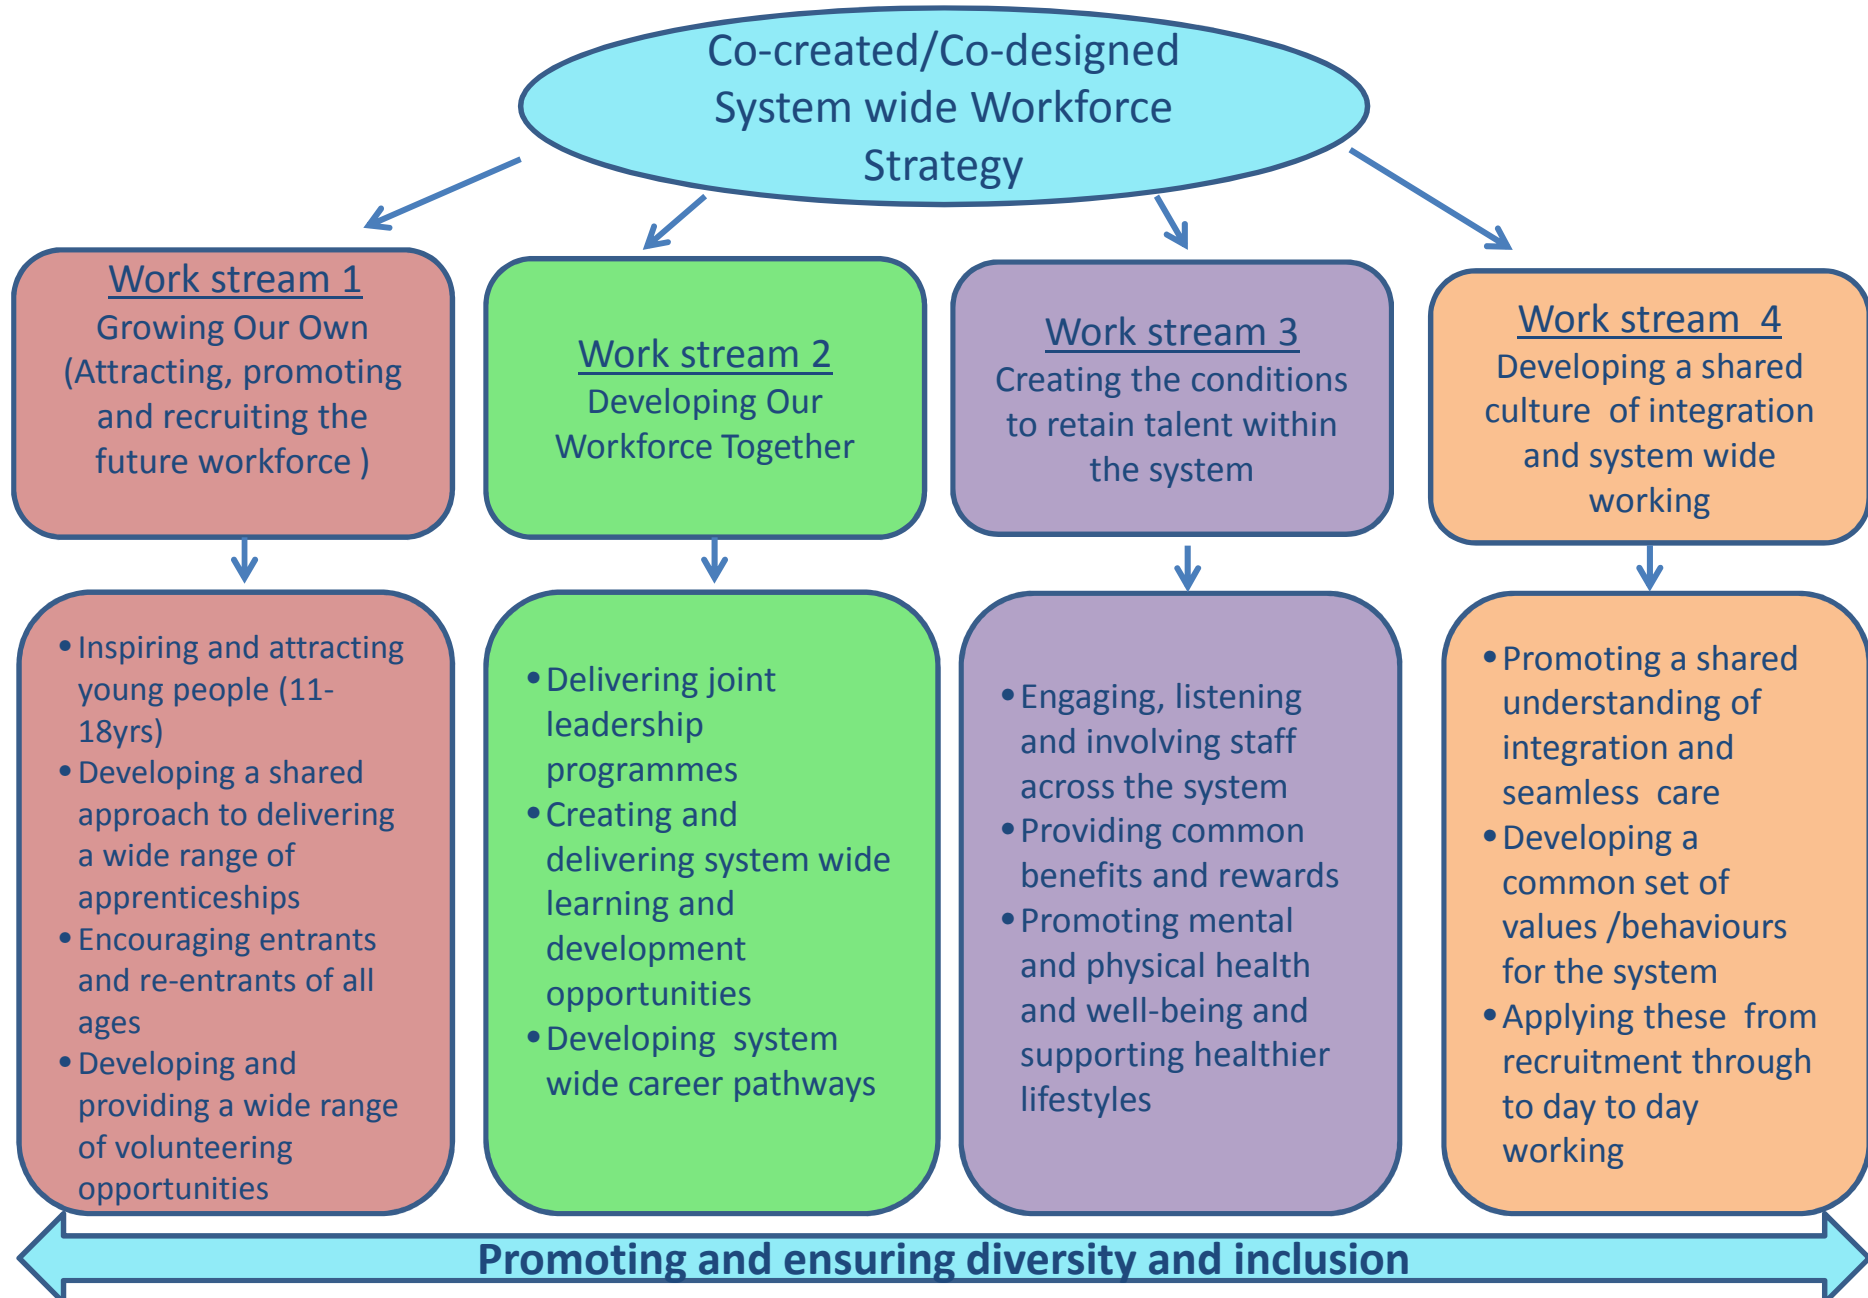 Co-created/Co-designed
System wide Workforce
Strategy
Work stream 1
Growing Our Own
(Attracting, promoting
and recruiting the
future workforce )
Work stream 2
Developing Our
Workforce Together
Work stream 3
Creating the conditions
to retain talent within
the system
Work stream  4
Developing a shared
culture  of integration
and system wide
working
•Inspiring and attracting
young people (11-
18yrs)
•Developing a shared
approach to delivering
a wide range of
apprenticeships
•Encouraging entrants
and re-entrants of all
ages
•Developing and
providing a wide range
of volunteering
opportunities
•Delivering joint
leadership
programmes
•Creating and
delivering system wide
learning and
development
opportunities
•Developing  system
wide career pathways
•Engaging, listening
and involving staff
across the system
•Providing common
benefits and rewards
•Promoting mental
and physical health
and well-being and
supporting healthier
lifestyles
•Promoting a shared
understanding of
integration and
seamless  care
•Developing a
common set of
values /behaviours
for the system
•Applying these  from
recruitment through
to day to day
working
Promoting and ensuring diversity and inclusion